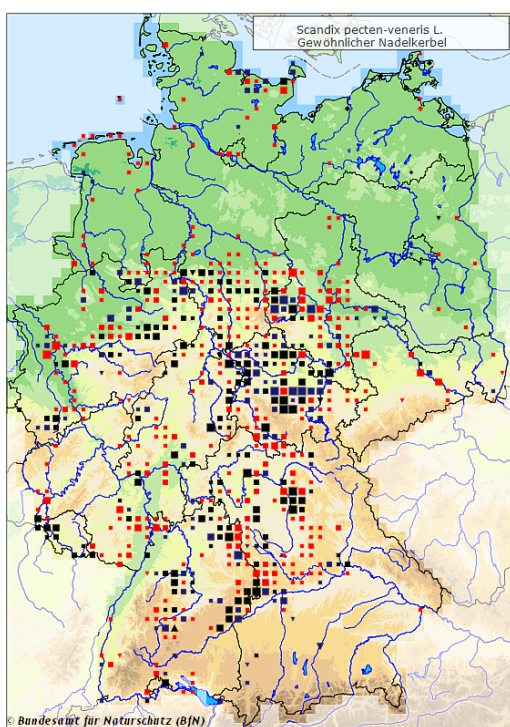 Scandix pecten-veneris L.
Gewöhnlicher Nadelkerbel
© Bundesamt für Naturschutz (BfN)